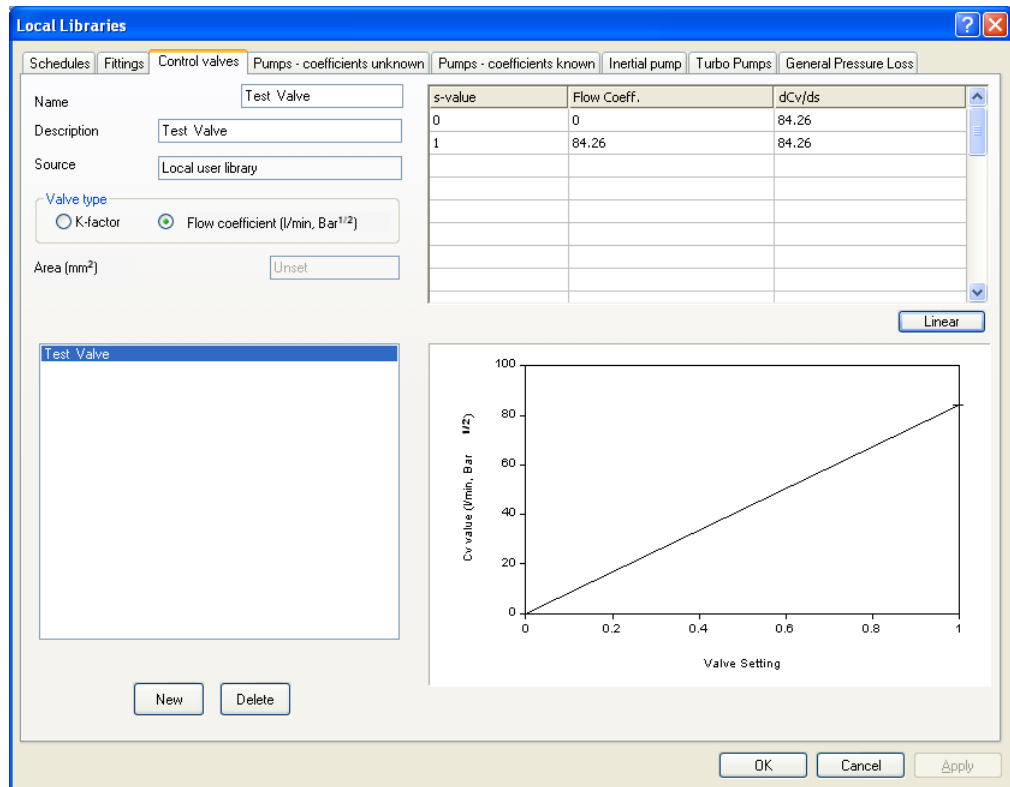 Local Libraries
Schedules Fittings Control valves Pumps - coefficients unknown Pumps - coefficients known Inertial pump Turbo Pumps General Pressure Loss
Name Test Valve
Description Test Valve
Source Local user library
Valve type
K-factor Flow coefficient (l/min, Bar¹ᐟ²)
Area (mm²) Unset
s-value Flow Coeff. dCv/ds
0 0 84.26
1 84.26 84.26
Linear
Test Valve
New Delete
100
80
60
40
20
0
Cv value (l/min, Bar 1/2)
0 0.2 0.4 0.6 0.8 1
Valve Setting
OK Cancel Apply